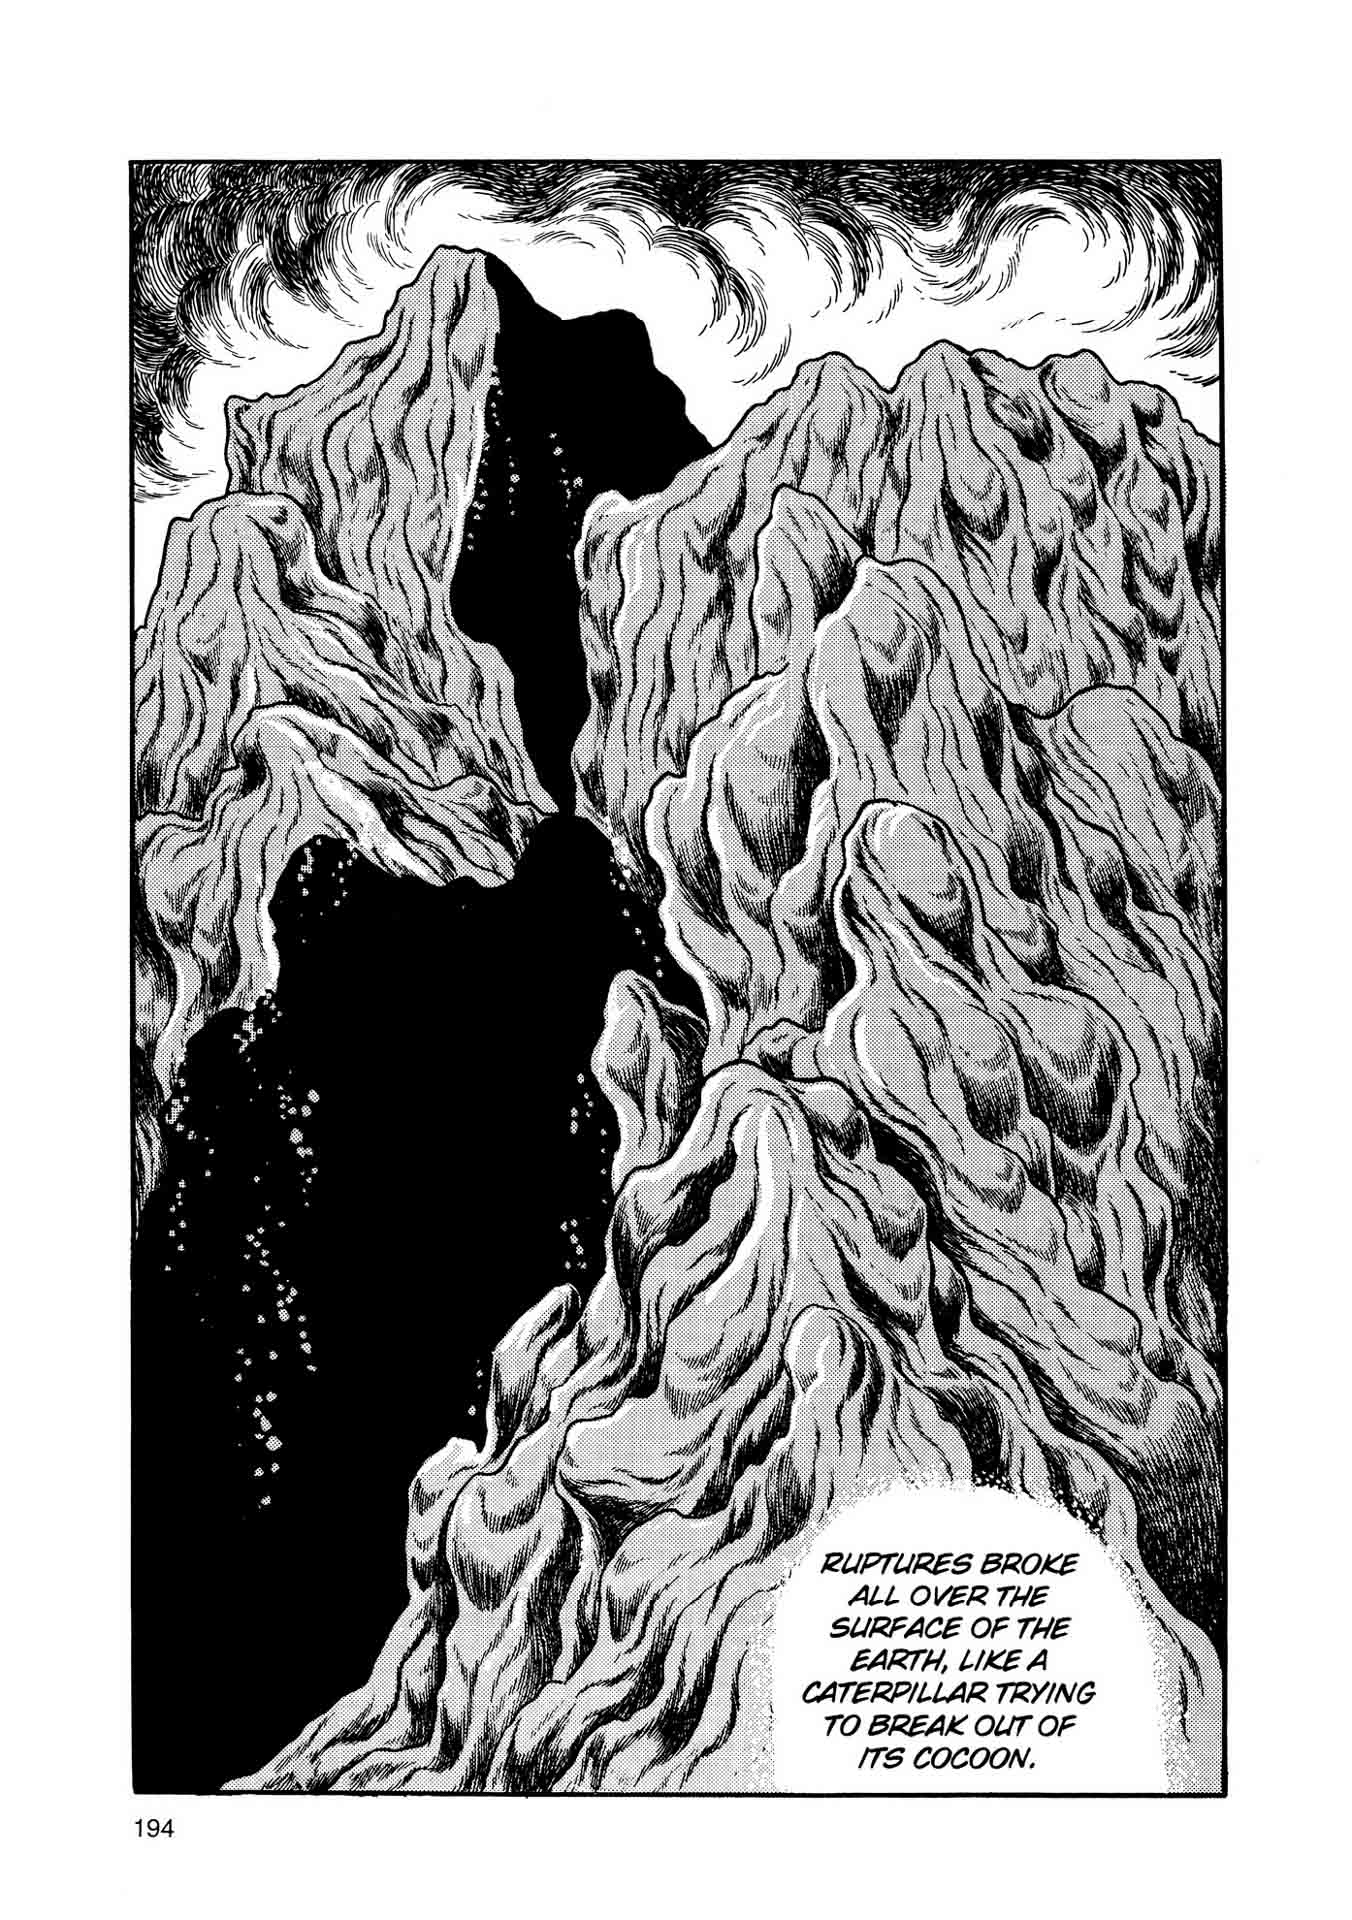 RUPTURES BROKE
ALL OVER THE
SURFACE OF THE
EARTH, LIKE A
CATERPILLAR TRYING
TO BREAK OUT OF
ITS COCOON.
194